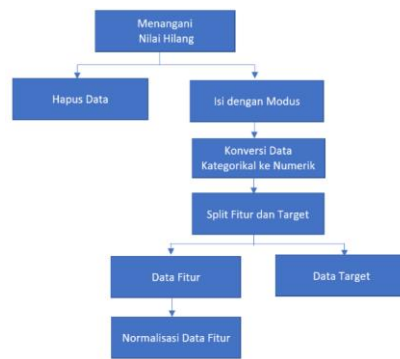 Menangani
Nilai Hilang
Hapus Data
Isi dengan Modus
Konversi Data
Kategorikal ke Numerik
Split Fitur dan Target
Data Fitur
Data Target
Normalisasi Data Fitur